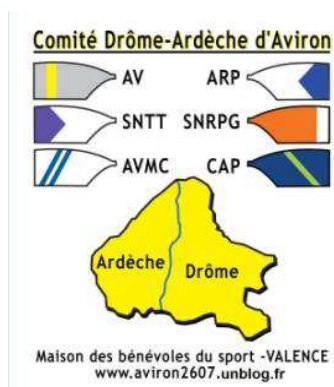 Comité Drôme-Ardèche d'Aviron
AV ARP
SNTT SNRPG
AVMC CAP
Ardèche Drôme
Maison des bénévoles du sport -VALENCE
www.aviron2607.unblog.fr